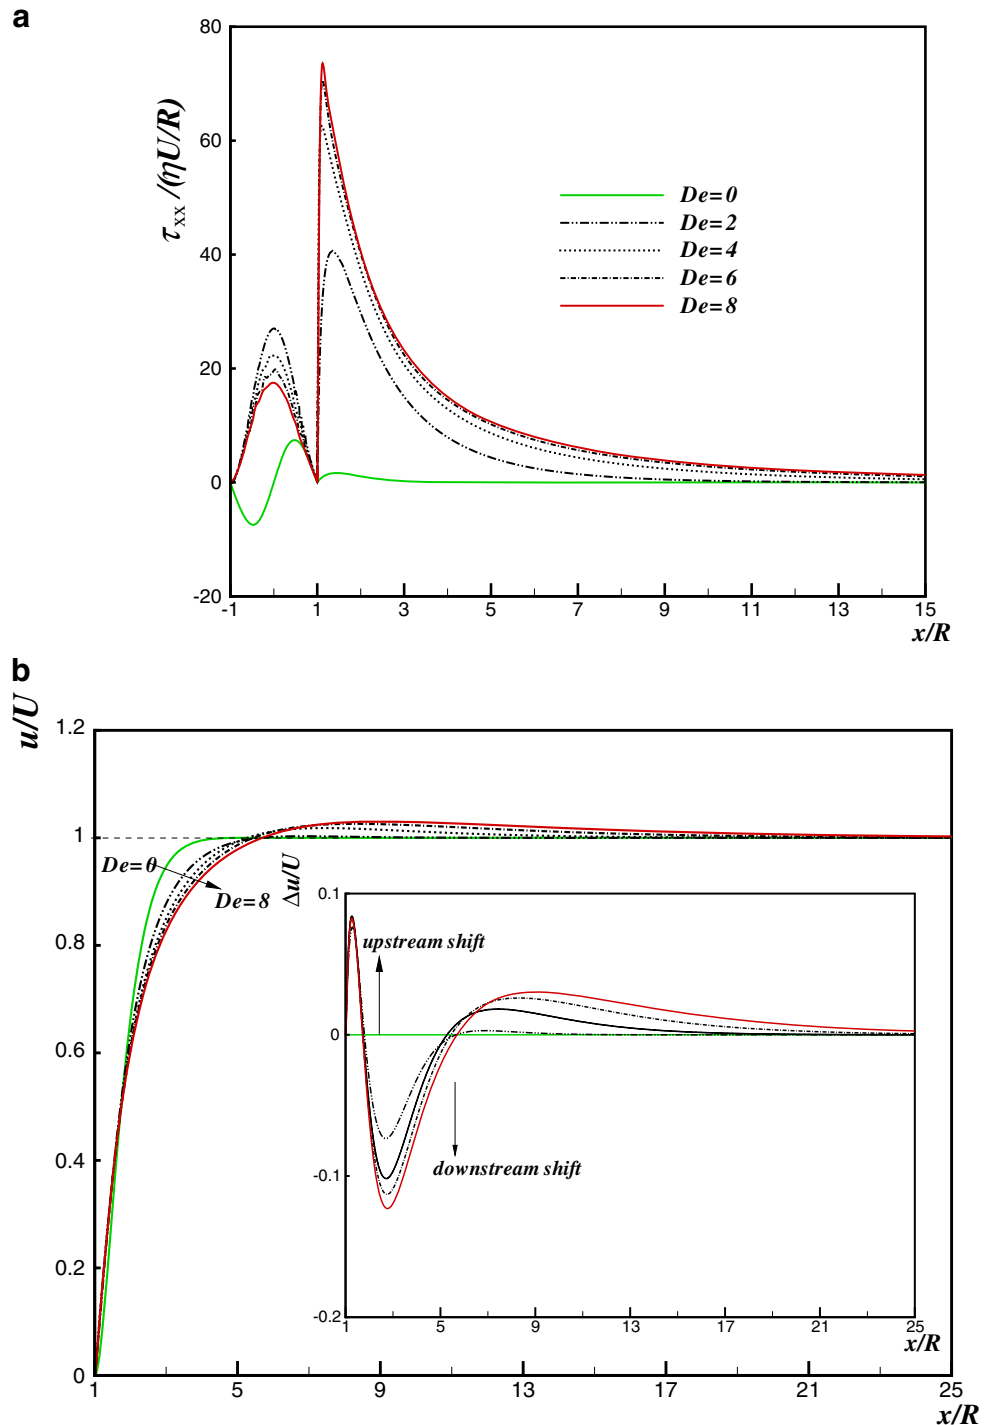 a
80
60
40
20
0
-20
τxx /(ηU/R)
De=0
De=2
De=4
De=6
De=8
-1 1 3 5 7 9 11 13 15
x/R
b
u/U
1.2
1
0.8
0.6
0.4
0.2
0
De=0
De=8
Δu/U
0.1
0
-0.1
-0.2
upstream shift
downstream shift
1 5 9 13 17 21 25
x/R
1 5 9 13 17 21 25
x/R